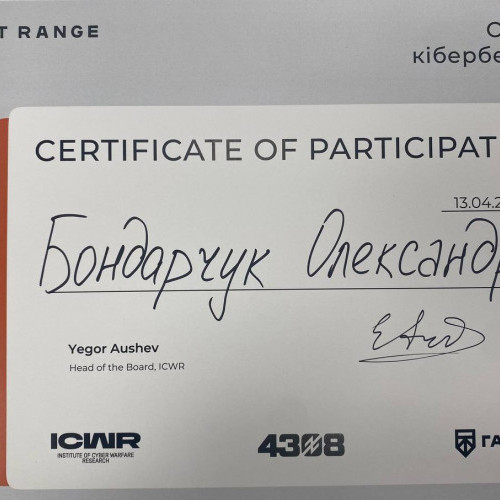 T RANGE
кібербе
CERTIFICATE OF PARTICIPAT
13.04.2
Бондарчук Олександр
Yegor Aushev
Head of the Board, ICWR
ICWR
INSTITUTE OF CYBER WARFARE
RESEARCH
4308
ГА